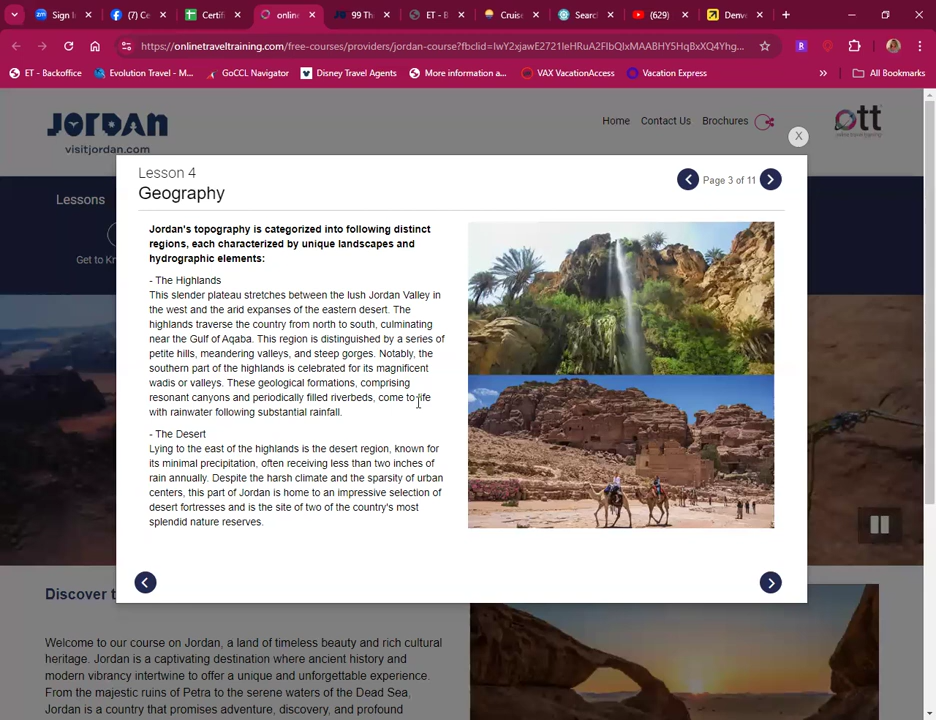 Sign i
(7) Ce
Certifi
online
99 Thi
ET - B
Cruise
Searc
(629)
Denve
https://onlinetraveltraining.com/free-courses/providers/jordan-course?fbclid=IwY2xjawE2721leHRuA2FlbQIxMAABHY5HqBxXQ4Yhg...
ET - Backoffice
Evolution Travel - M...
GoCCL Navigator
Disney Travel Agents
More information a...
VAX VacationAccess
Vacation Express
All Bookmarks
JORDAN
visitjordan.com
Home
Contact Us
Brochures
ott
X
Lessons
Get to Kn
Lesson 4
Geography
Page 3 of 11
Jordan's topography is categorized into following distinct
regions, each characterized by unique landscapes and
hydrographic elements:
- The Highlands
This slender plateau stretches between the lush Jordan Valley in
the west and the arid expanses of the eastern desert. The
highlands traverse the country from north to south, culminating
near the Gulf of Aqaba. This region is distinguished by a series of
petite hills, meandering valleys, and steep gorges. Notably, the
southern part of the highlands is celebrated for its magnificent
wadis or valleys. These geological formations, comprising
resonant canyons and periodically filled riverbeds, come to life
with rainwater following substantial rainfall.
- The Desert
Lying to the east of the highlands is the desert region, known for
its minimal precipitation, often receiving less than two inches of
rain annually. Despite the harsh climate and the sparsity of urban
centers, this part of Jordan is home to an impressive selection of
desert fortresses and is the site of two of the country's most
splendid nature reserves.
Discover t
Welcome to our course on Jordan, a land of timeless beauty and rich cultural
heritage. Jordan is a captivating destination where ancient history and
modern vibrancy intertwine to offer a unique and unforgettable experience.
From the majestic ruins of Petra to the serene waters of the Dead Sea,
Jordan is a country that promises adventure, discovery, and profound